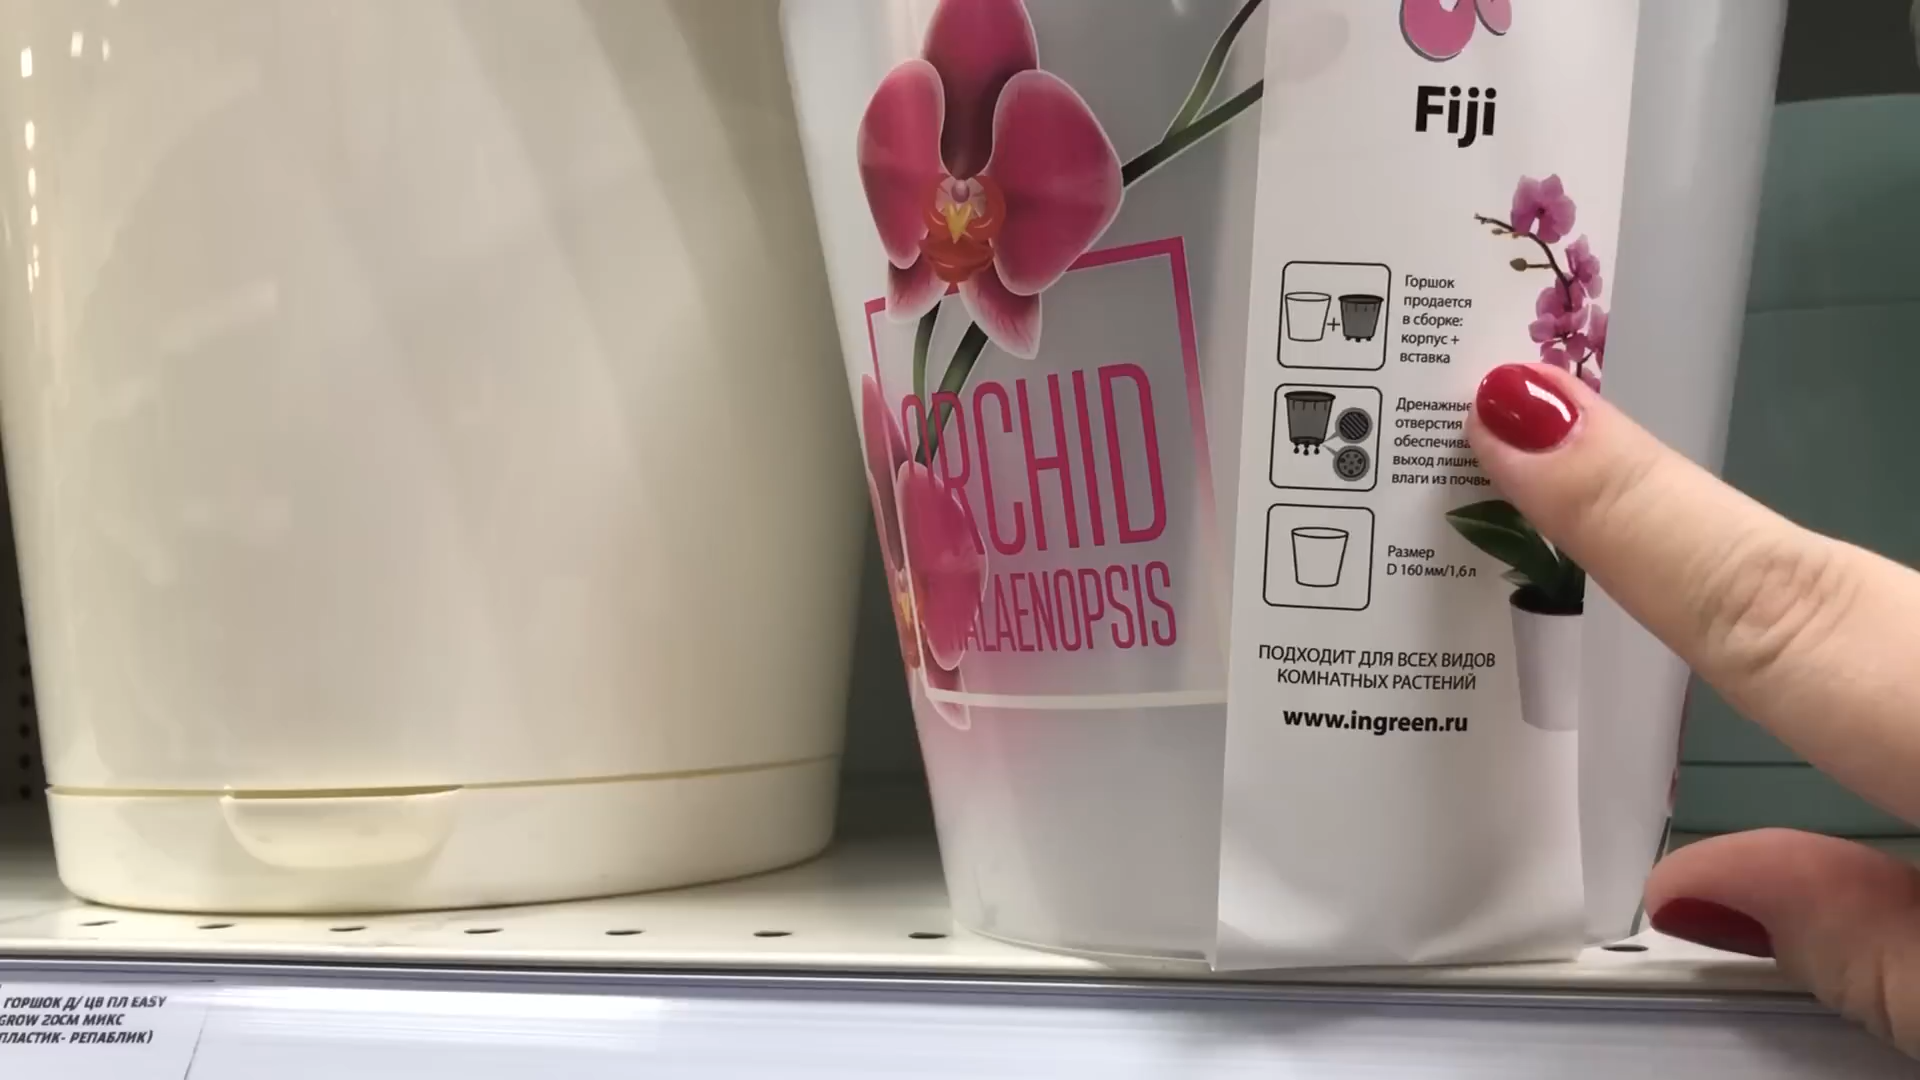 Fiji
Горшок
продается
в сборке:
корпус +
вставка
Дренажные
отверстия
выход
влаги из почвы
Размер
D 160 мм/1,6 л
ПОДХОДИТ ДЛЯ ВСЕХ ВИДОВ
КОМНАТНЫХ РАСТЕНИЙ
www.ingreen.ru
ORCHID
ГОРШОК Д/ ЦВ ПЛ EASY
GROW 20СМ МИКС
ПЛАСТИК- РЕПАБЛИК)